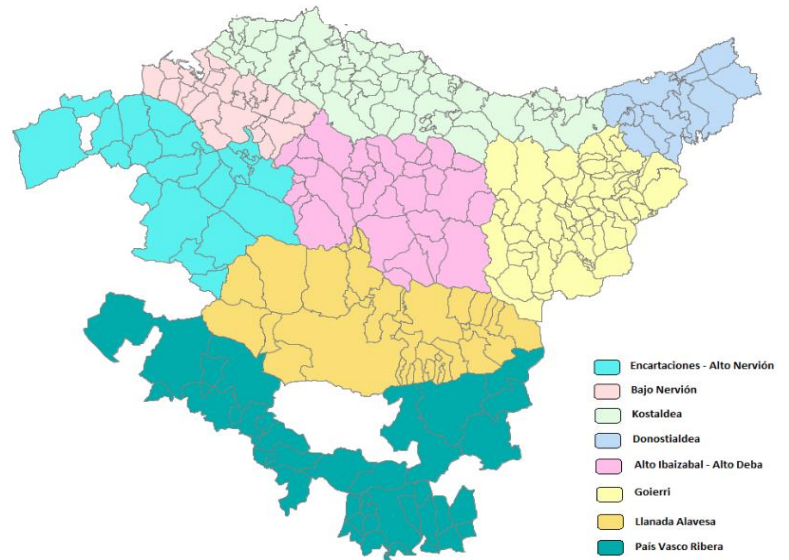 Encartaciones - Alto Nervión
Bajo Nervión
Kostaldea
Donostialdea
Alto Ibaizabal - Alto Deba
Goierri
Llanada Alavesa
País Vasco Ribera